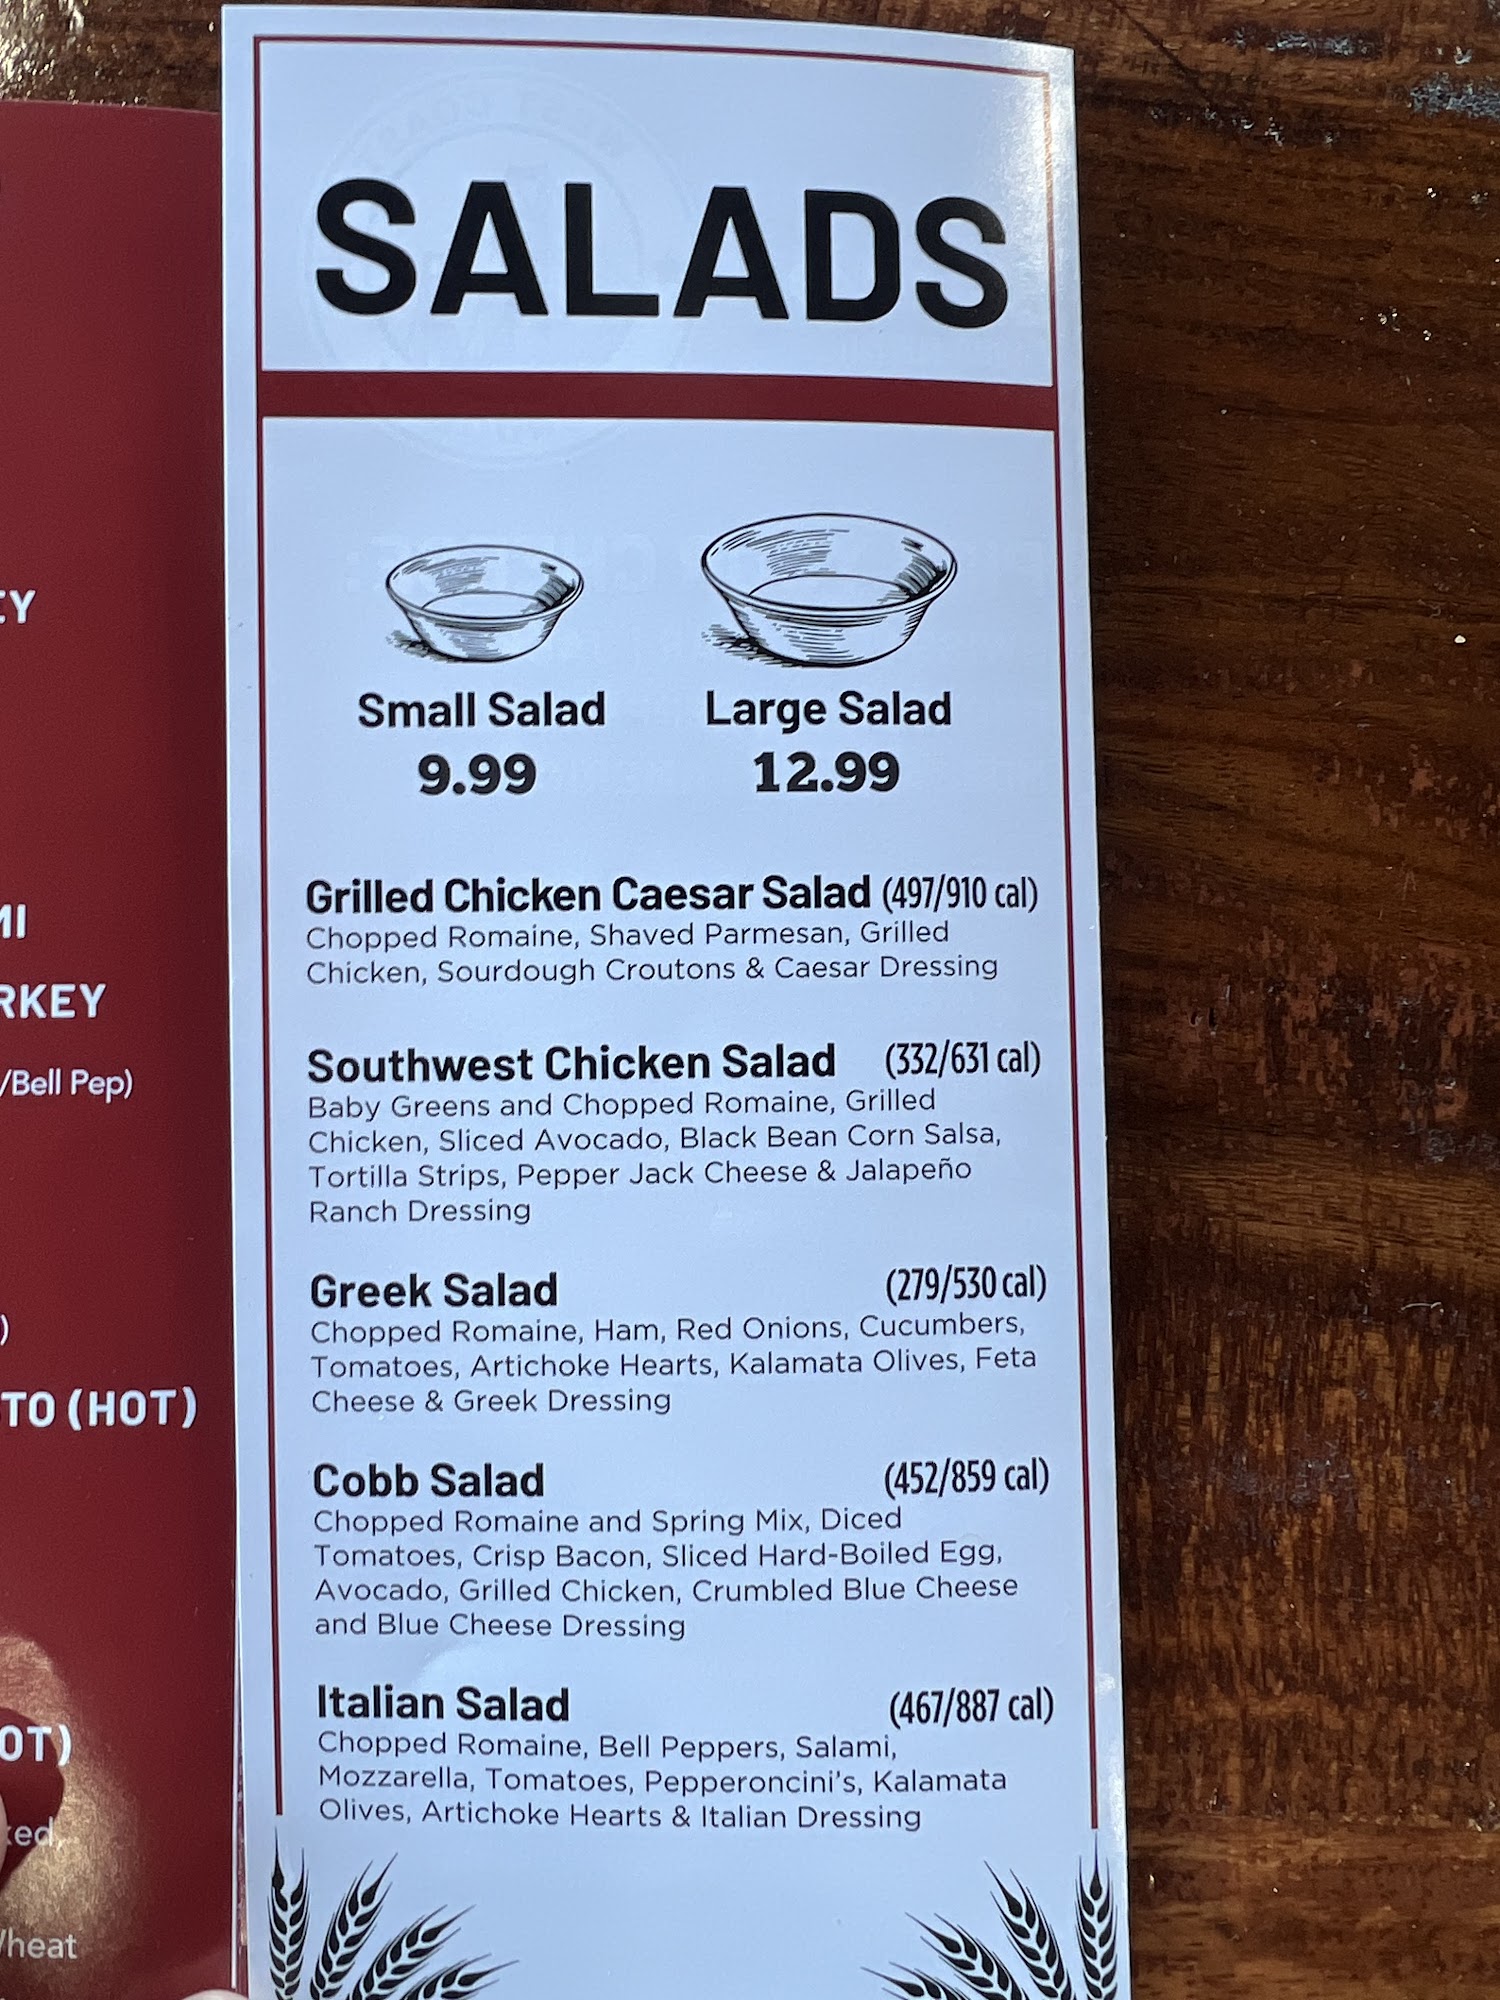 SALADS
Small Salad
9.99
Large Salad
12.99
Grilled Chicken Caesar Salad (497/910 cal)
Chopped Romaine, Shaved Parmesan, Grilled
Chicken, Sourdough Croutons & Caesar Dressing
Southwest Chicken Salad (332/631 cal)
Baby Greens and Chopped Romaine, Grilled
Chicken, Sliced Avocado, Black Bean Corn Salsa,
Tortilla Strips, Pepper Jack Cheese & Jalapeño
Ranch Dressing
Greek Salad (279/530 cal)
Chopped Romaine, Ham, Red Onions, Cucumbers,
Tomatoes, Artichoke Hearts, Kalamata Olives, Feta
Cheese & Greek Dressing
Cobb Salad (452/859 cal)
Chopped Romaine and Spring Mix, Diced
Tomatoes, Crisp Bacon, Sliced Hard-Boiled Egg,
Avocado, Grilled Chicken, Crumbled Blue Cheese
and Blue Cheese Dressing
Italian Salad (467/887 cal)
Chopped Romaine, Bell Peppers, Salami,
Mozzarella, Tomatoes, Pepperoncini's, Kalamata
Olives, Artichoke Hearts & Italian Dressing
RKEY
/Bell Pep)
)
TO (HOT)
OT)